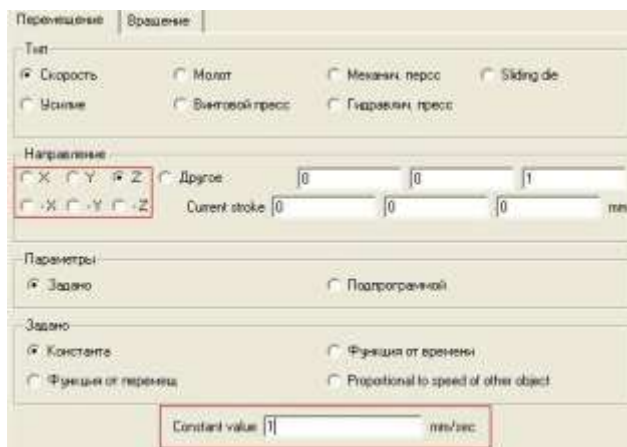 Перемещение Вращение
Тип
Скорость Молот Механич. персс Sliding die
Усилие Винтовой пресс Гидравлич. пресс
Направление
X Y Z Другое 0 0 1
-X -Y -Z Current stroke 0 0 0 mm
Параметры
Задано Подпрограммой
Задано
Константа Функция от времени
Функция от перемещ Proportional to speed of other object
Constant value 1 mm/sec